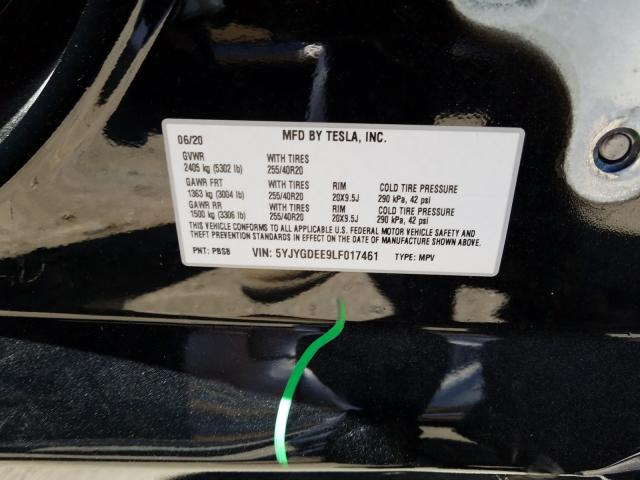 06/20 MFD BY TESLA, INC.
GVWR WITH TIRES
2405 kg (5302 lb) 255/40R20
GAWR FRT WITH TIRES RIM COLD TIRE PRESSURE
1363 kg (3004 lb) 255/40R20 20X9.5J 290 kPa, 42 psi
GAWR RR WITH TIRES RIM COLD TIRE PRESSURE
1500 kg (3306 lb) 255/40R20 20X9.5J 290 kPa, 42 psi
THIS VEHICLE CONFORMS TO ALL APPLICABLE U.S. FEDERAL MOTOR VEHICLE SAFETY AND
THEFT PREVENTION STANDARDS IN EFFECT ON THE DATE OF MANUFACTURE SHOWN ABOVE.
PNT: PBSB VIN: 5YJYGDEE9LF017461 TYPE: MPV